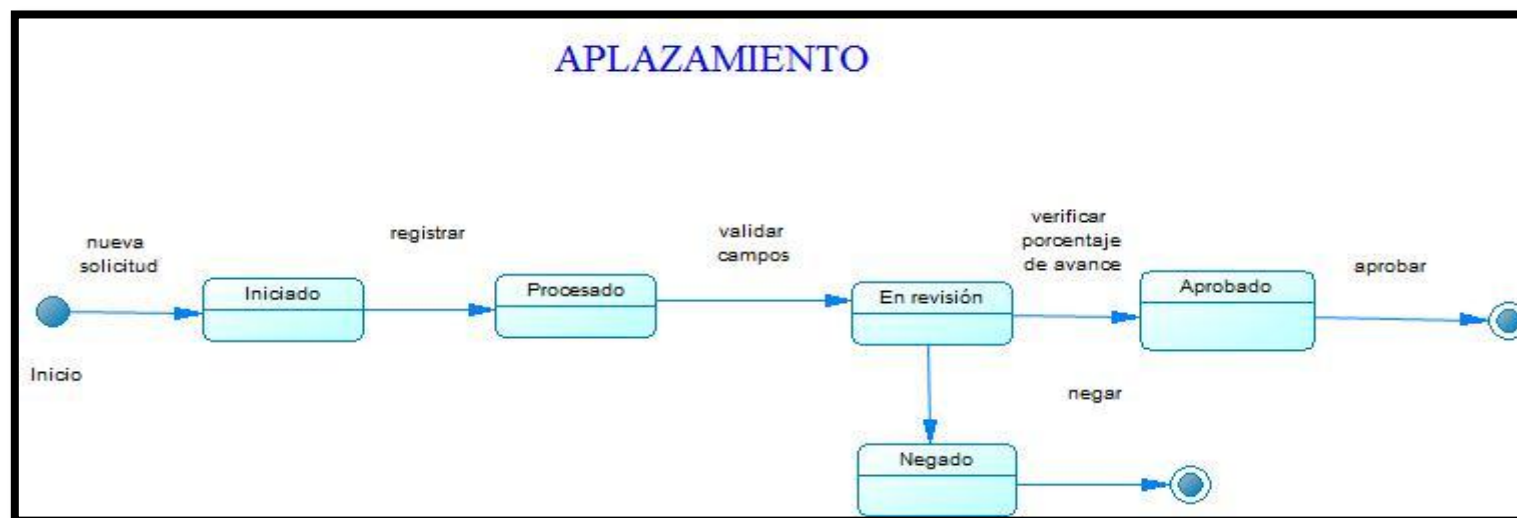 APLAZAMIENTO
nueva
solicitud
registrar
validar
campos
verificar
porcentaje
de avance
aprobar
Iniciado
Procesado
En revisión
Aprobado
Inicio
negar
Negado